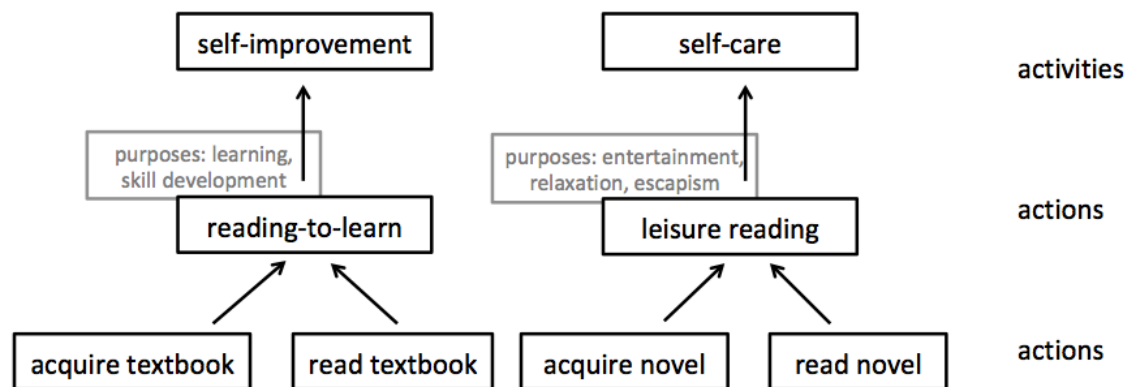 self-improvement
self-care
activities
purposes: learning,
skill development
purposes: entertainment,
relaxation, escapism
reading-to-learn
leisure reading
actions
acquire textbook
read textbook
acquire novel
read novel
actions